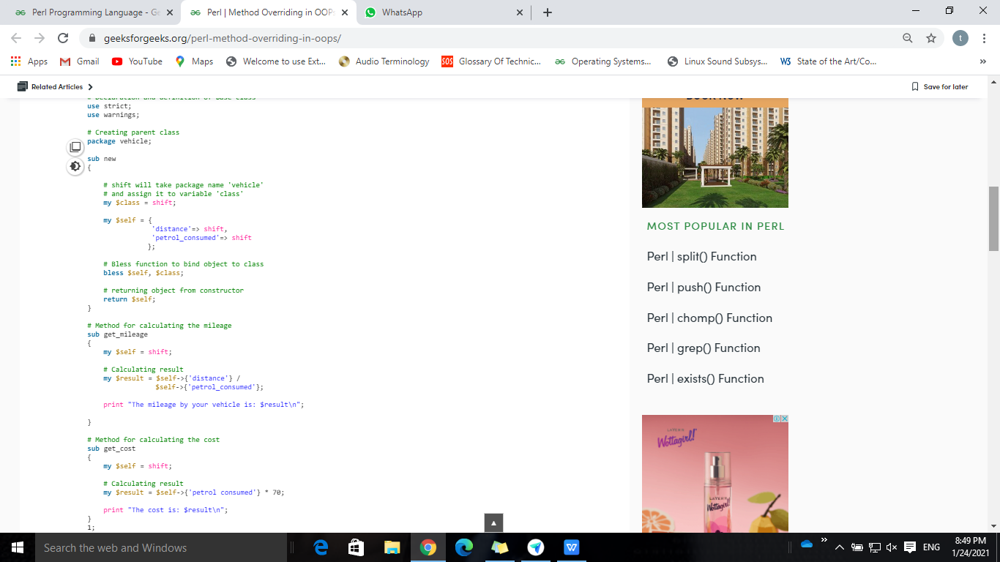 Perl Programming Language - Ge
Perl | Method Overriding in OOPs
WhatsApp
geeksforgeeks.org/perl-method-overriding-in-oops/
t
Apps
Gmail
YouTube
Maps
Welcome to use Ext...
Audio Terminology
SOS
Glossary Of Technic...
Operating Systems...
Linux Sound Subsys...
W3
State of the Art/Co...
»
Related Articles
Save for later
# Declaration and definition of Base class
use strict;
use warnings;
# Creating parent class
package vehicle;
sub new
{
# shift will take package name 'vehicle'
# and assign it to variable 'class'
my $class = shift;
my $self = {
'distance'=> shift,
'petrol_consumed'=> shift
};
# Bless function to bind object to class
bless $self, $class;
# returning object from constructor
return $self;
}
# Method for calculating the mileage
sub get_mileage
{
my $self = shift;
# Calculating result
my $result = $self->{'distance'} /
$self->{'petrol_consumed'};
print "The mileage by your vehicle is: $result\n";
}
# Method for calculating the cost
sub get_cost
{
my $self = shift;
# Calculating result
my $result = $self->{'petrol consumed'} * 70;
print "The cost is: $result\n";
}
1;
BOOK NOW
MOST POPULAR IN PERL
Perl | split() Function
Perl | push() Function
Perl | chomp() Function
Perl | grep() Function
Perl | exists() Function
LAYER'R
Wottagirl!
LAYER'R
Wottagirl!
Search the web and Windows
W
»
ENG
8:49 PM
1/24/2021